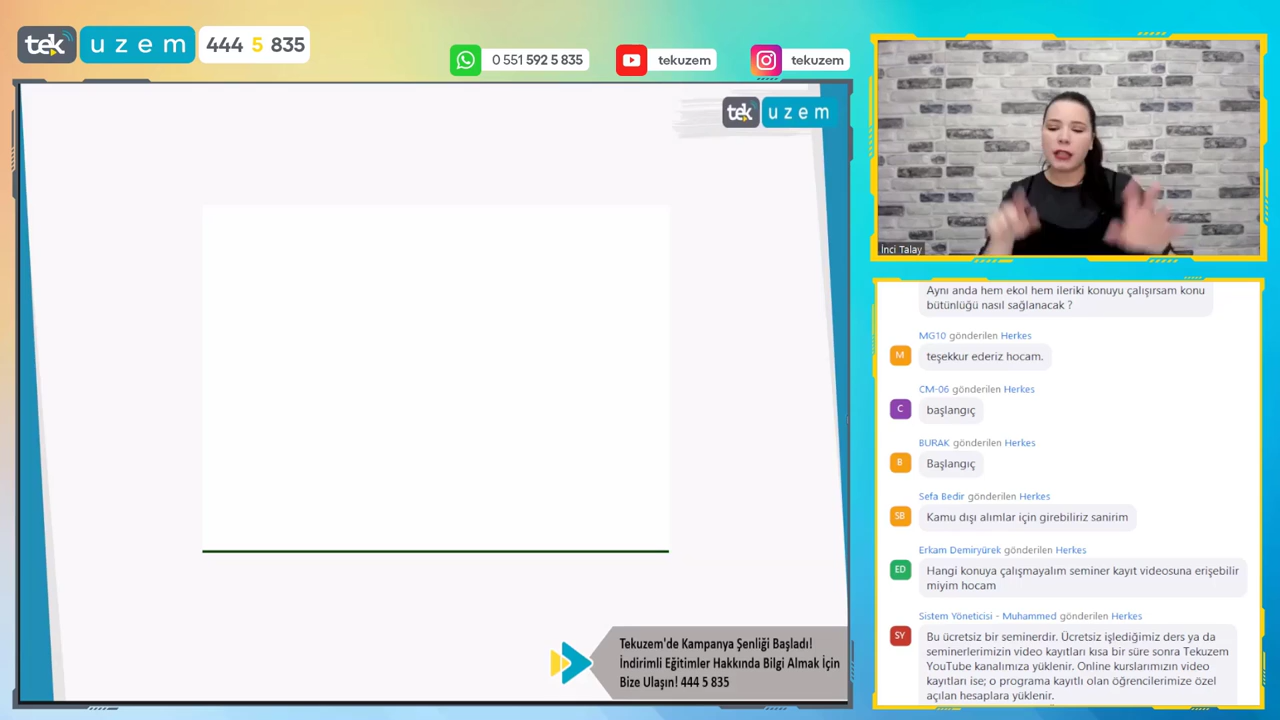 tek uzem 444 5 835
0 551 592 5 835
tekuzem
tekuzem
tek uzem
İnci Talay
Tekuzem'de Kampanya Şenliği Başladı!
İndirimli Eğitimler Hakkında Bilgi Almak İçin
Bize Ulaşın! 444 5 835
Aynı anda hem ekol hem ileriki konuyu çalışırsam konu
bütünlüğü nasıl sağlanacak ?
MG10 gönderilen Herkes
M
teşekkur ederiz hocam.
CM-06 gönderilen Herkes
C
başlangıç
BURAK gönderilen Herkes
B
Başlangıç
Sefa Bedir gönderilen Herkes
SB
Kamu dışı alımlar için girebiliriz sanirim
Erkam Demiryürek gönderilen Herkes
ED
Hangi konuya çalışmayalım seminer kayıt videosuna erişebilir
miyim hocam
Sistem Yöneticisi - Muhammed gönderilen Herkes
SY
Bu ücretsiz bir seminerdir. Ücretsiz işlediğimiz ders ya da
seminerlerimizin video kayıtları kısa bir süre sonra Tekuzem
YouTube kanalımıza yüklenir. Online kurslarımızın video
kayıtları ise; o programa kayıtlı olan öğrencilerimize özel
açılan hesaplara yüklenir.